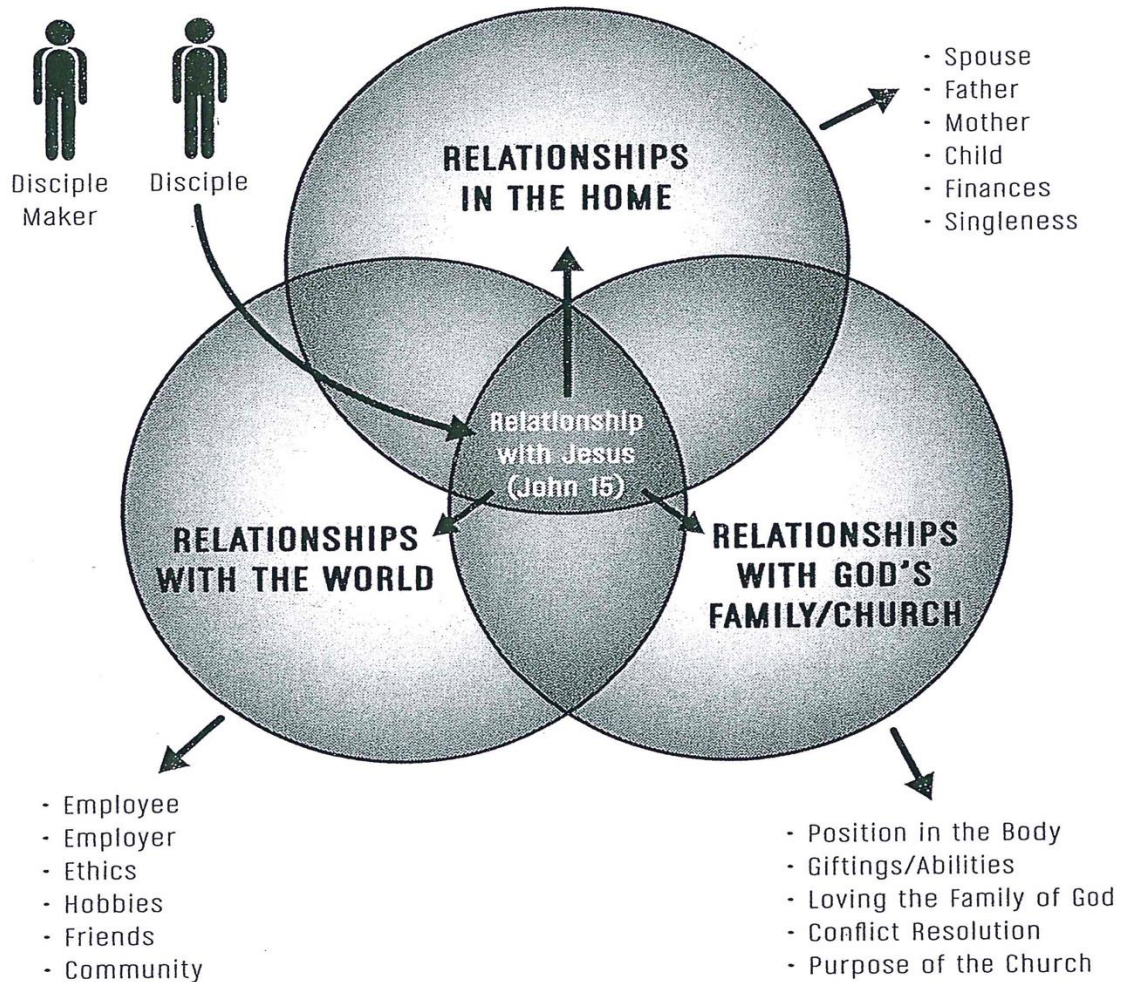 Disciple
Maker
Disciple
RELATIONSHIPS
IN THE HOME
- Spouse
- Father
- Mother
- Child
- Finances
- Singleness
Relationship
with Jesus
(John 15)
RELATIONSHIPS
WITH THE WORLD
RELATIONSHIPS
WITH GOD'S
FAMILY/CHURCH
- Employee
- Employer
- Ethics
- Hobbies
- Friends
- Community
- Position in the Body
- Giftings/Abilities
- Loving the Family of God
- Conflict Resolution
- Purpose of the Church